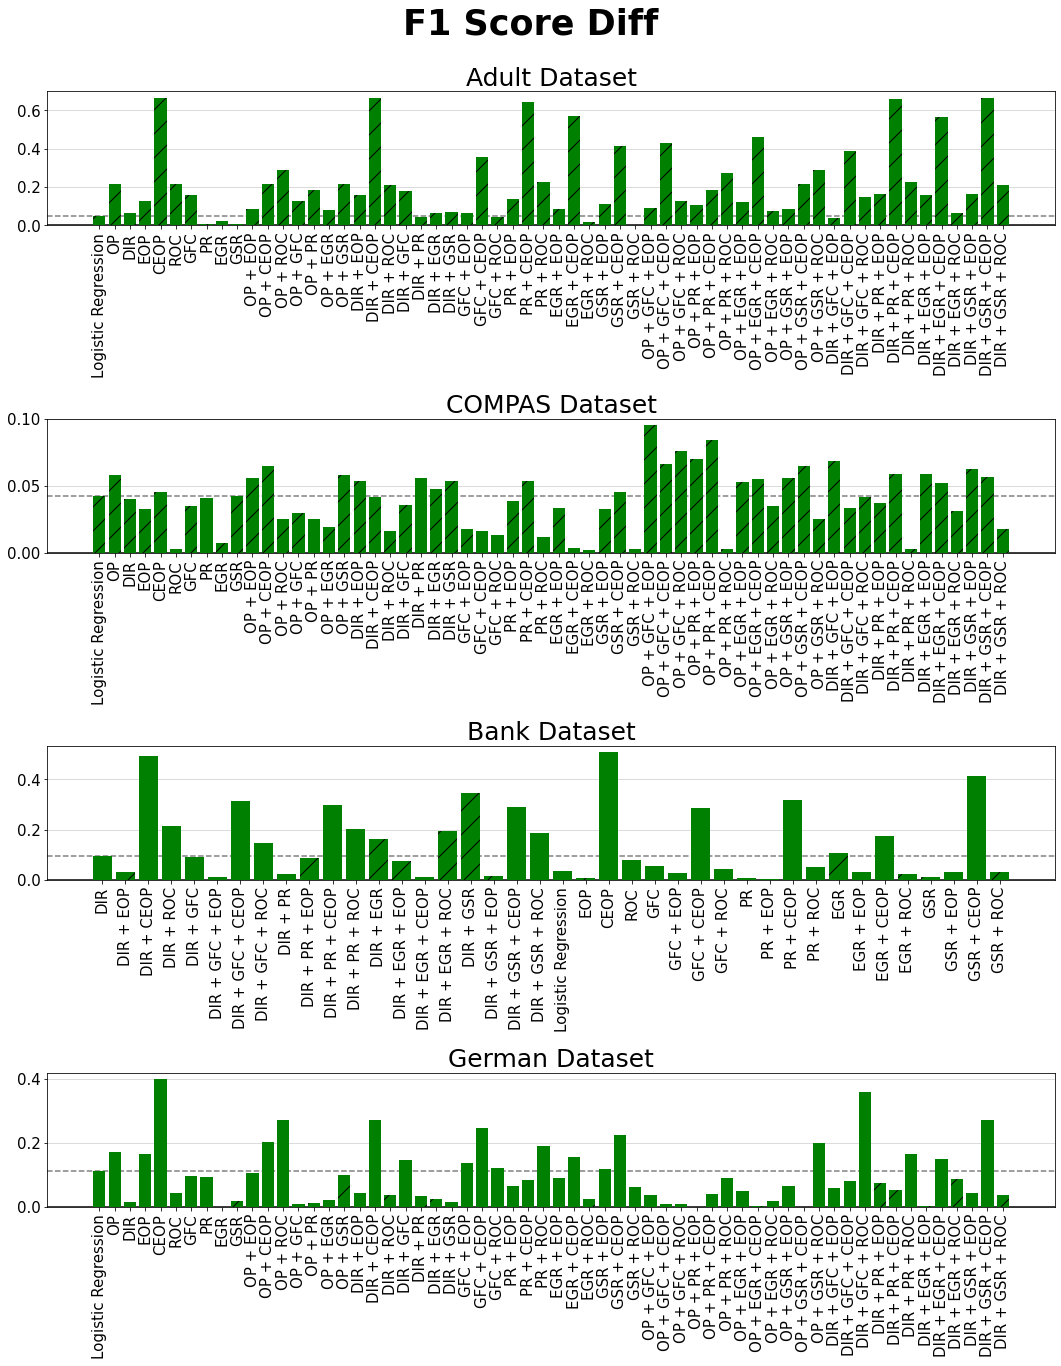 F1 Score Diff
Adult Dataset
0.6
0.4
0.2
0.0
Logistic Regression
OP
DIR
EOP
CEOP
ROC
GFC
PR
EGR
GSR
OP + EOP
OP + CEOP
OP + ROC
OP + GFC
OP + PR
OP + EGR
OP + GSR
DIR + EOP
DIR + CEOP
DIR + ROC
DIR + GFC
DIR + PR
DIR + EGR
DIR + GSR
GFC + EOP
GFC + CEOP
GFC + ROC
PR + EOP
PR + CEOP
PR + ROC
EGR + EOP
EGR + CEOP
EGR + ROC
GSR + EOP
GSR + CEOP
GSR + ROC
OP + GFC + EOP
OP + GFC + CEOP
OP + GFC + ROC
OP + PR + EOP
OP + PR + CEOP
OP + PR + ROC
OP + EGR + EOP
OP + EGR + CEOP
OP + EGR + ROC
OP + GSR + EOP
OP + GSR + CEOP
OP + GSR + ROC
DIR + GFC + EOP
DIR + GFC + CEOP
DIR + GFC + ROC
DIR + PR + EOP
DIR + PR + CEOP
DIR + PR + ROC
DIR + EGR + EOP
DIR + EGR + CEOP
DIR + EGR + ROC
DIR + GSR + EOP
DIR + GSR + CEOP
DIR + GSR + ROC
COMPAS Dataset
0.10
0.05
0.00
Logistic Regression
OP
DIR
EOP
CEOP
ROC
GFC
PR
EGR
GSR
OP + EOP
OP + CEOP
OP + ROC
OP + GFC
OP + PR
OP + EGR
OP + GSR
DIR + EOP
DIR + CEOP
DIR + ROC
DIR + GFC
DIR + PR
DIR + EGR
DIR + GSR
GFC + EOP
GFC + CEOP
GFC + ROC
PR + EOP
PR + CEOP
PR + ROC
EGR + EOP
EGR + CEOP
EGR + ROC
GSR + EOP
GSR + CEOP
GSR + ROC
OP + GFC + EOP
OP + GFC + CEOP
OP + GFC + ROC
OP + PR + EOP
OP + PR + CEOP
OP + PR + ROC
OP + EGR + EOP
OP + EGR + CEOP
OP + EGR + ROC
OP + GSR + EOP
OP + GSR + CEOP
OP + GSR + ROC
DIR + GFC + EOP
DIR + GFC + CEOP
DIR + GFC + ROC
DIR + PR + EOP
DIR + PR + CEOP
DIR + PR + ROC
DIR + EGR + EOP
DIR + EGR + CEOP
DIR + EGR + ROC
DIR + GSR + EOP
DIR + GSR + CEOP
DIR + GSR + ROC
Bank Dataset
0.4
0.2
0.0
DIR
DIR + EOP
DIR + CEOP
DIR + ROC
DIR + GFC
DIR + GFC + EOP
DIR + GFC + CEOP
DIR + GFC + ROC
DIR + PR
DIR + PR + EOP
DIR + PR + CEOP
DIR + PR + ROC
DIR + EGR
DIR + EGR + EOP
DIR + EGR + CEOP
DIR + EGR + ROC
DIR + GSR
DIR + GSR + EOP
DIR + GSR + CEOP
DIR + GSR + ROC
Logistic Regression
EOP
CEOP
ROC
GFC
GFC + EOP
GFC + CEOP
GFC + ROC
PR
PR + EOP
PR + CEOP
PR + ROC
EGR
EGR + EOP
EGR + CEOP
EGR + ROC
GSR
GSR + EOP
GSR + CEOP
GSR + ROC
German Dataset
0.4
0.2
0.0
Logistic Regression
OP
DIR
EOP
CEOP
ROC
GFC
PR
EGR
GSR
OP + EOP
OP + CEOP
OP + ROC
OP + GFC
OP + PR
OP + EGR
OP + GSR
DIR + EOP
DIR + CEOP
DIR + ROC
DIR + GFC
DIR + PR
DIR + EGR
DIR + GSR
GFC + EOP
GFC + CEOP
GFC + ROC
PR + EOP
PR + CEOP
PR + ROC
EGR + EOP
EGR + CEOP
EGR + ROC
GSR + EOP
GSR + CEOP
GSR + ROC
OP + GFC + EOP
OP + GFC + CEOP
OP + GFC + ROC
OP + PR + EOP
OP + PR + CEOP
OP + PR + ROC
OP + EGR + EOP
OP + EGR + CEOP
OP + EGR + ROC
OP + GSR + EOP
OP + GSR + CEOP
OP + GSR + ROC
DIR + GFC + EOP
DIR + GFC + CEOP
DIR + GFC + ROC
DIR + PR + EOP
DIR + PR + CEOP
DIR + PR + ROC
DIR + EGR + EOP
DIR + EGR + CEOP
DIR + EGR + ROC
DIR + GSR + EOP
DIR + GSR + CEOP
DIR + GSR + ROC